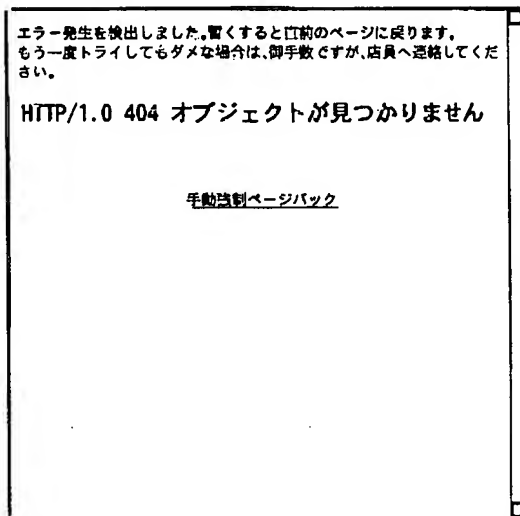 エラー発生を検出しました。暫くすると直前のページに戻ります。
もう一度トライしてもダメな場合は、御手数ですが、店員へ連絡してくだ
さい。
HTTP/1.0 404 オブジェクトが見つかりません
手動強制ページバック